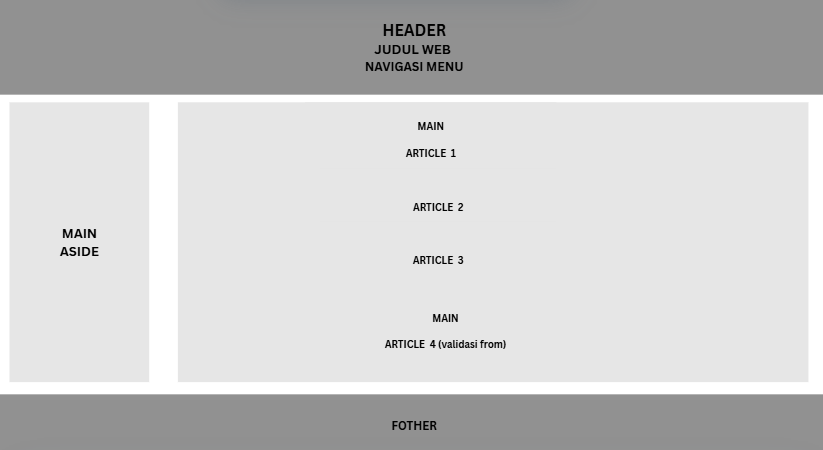 HEADER
JUDUL WEB
NAVIGASI MENU
MAIN
ASIDE
MAIN
ARTICLE 1
ARTICLE 2
ARTICLE 3
MAIN
ARTICLE 4 (validasi from)
FOTHER